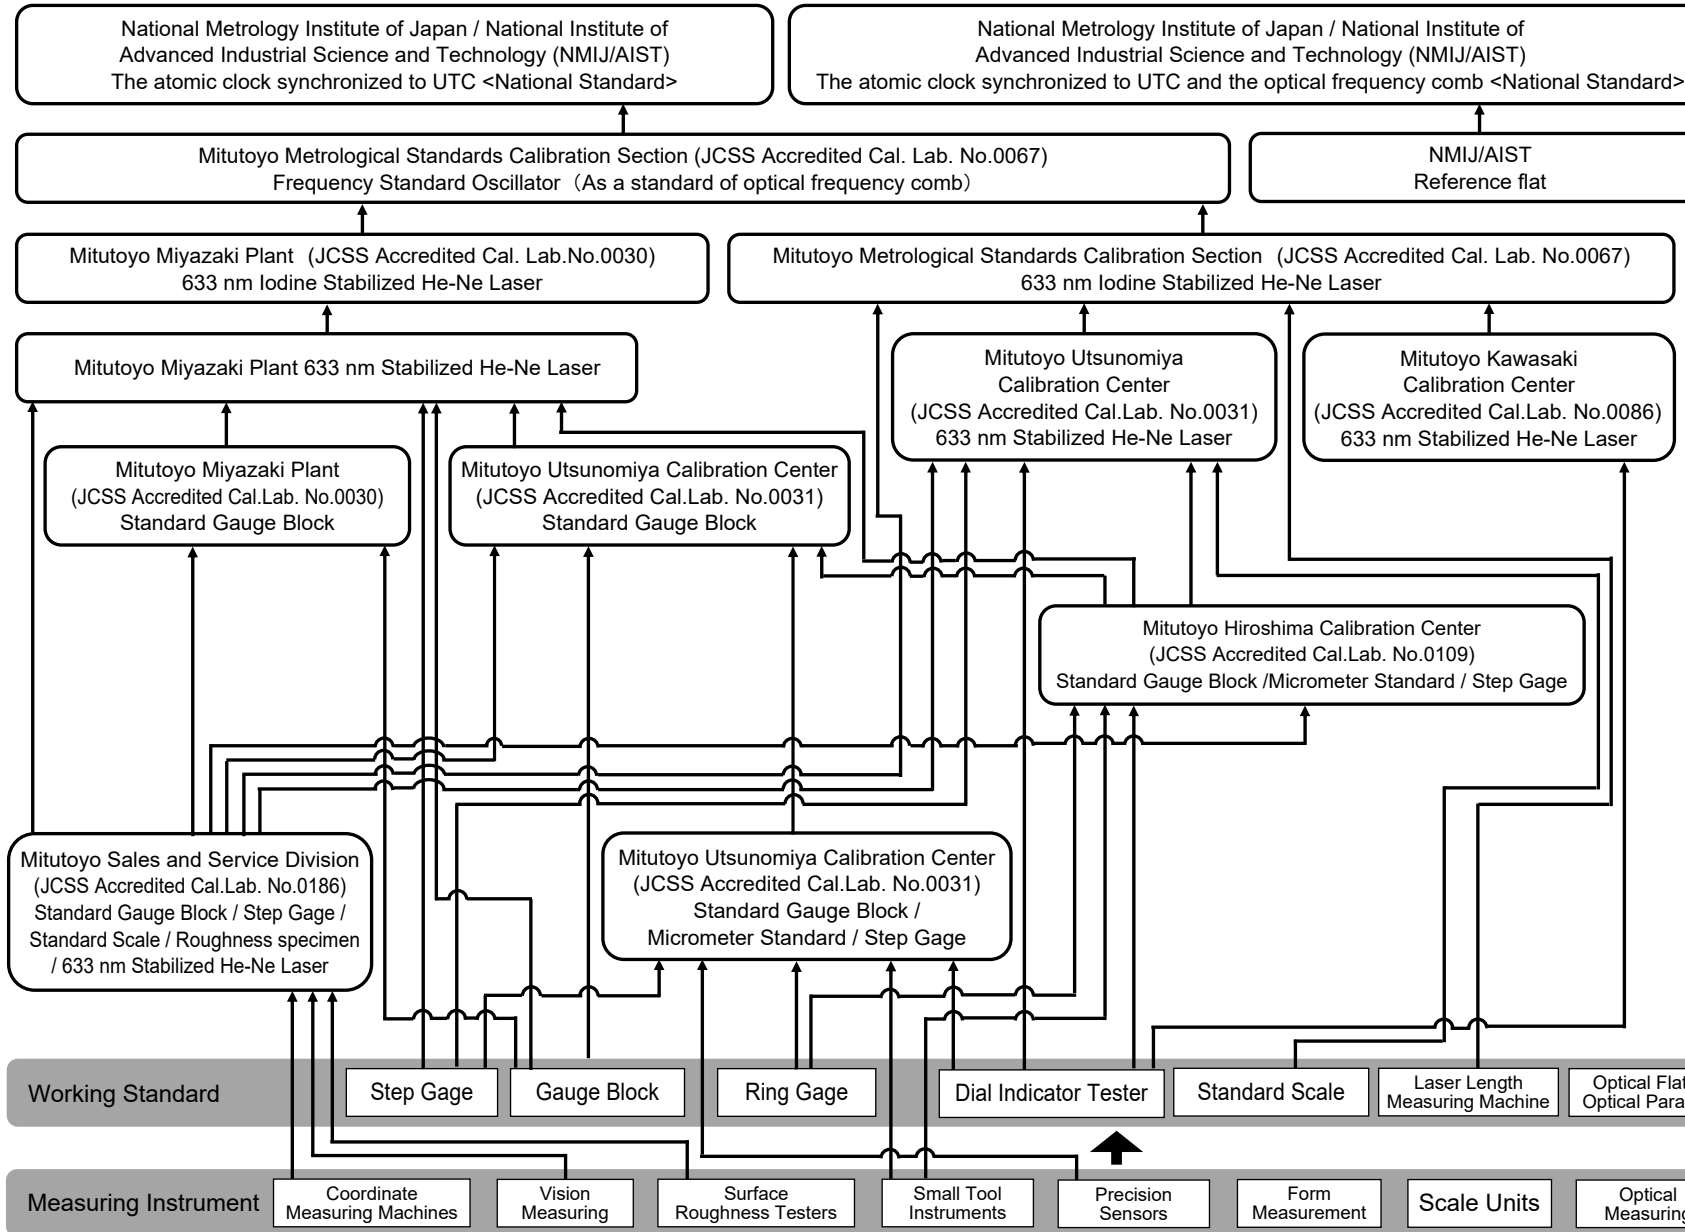 National Metrology Institute of Japan / National Institute of
Advanced Industrial Science and Technology (NMIJ/AIST)
The atomic clock synchronized to UTC <National Standard>
National Metrology Institute of Japan / National Institute of
Advanced Industrial Science and Technology (NMIJ/AIST)
The atomic clock synchronized to UTC and the optical frequency comb <National Standard>
Mitutoyo Metrological Standards Calibration Section (JCSS Accredited Cal. Lab. No.0067)
Frequency Standard Oscillator（As a standard of optical frequency comb）
NMIJ/AIST
Reference flat
Mitutoyo Miyazaki Plant (JCSS Accredited Cal. Lab.No.0030)
633 nm Iodine Stabilized He-Ne Laser
Mitutoyo Metrological Standards Calibration Section (JCSS Accredited Cal. Lab. No.0067)
633 nm Iodine Stabilized He-Ne Laser
Mitutoyo Miyazaki Plant 633 nm Stabilized He-Ne Laser
Mitutoyo Utsunomiya
Calibration Center
(JCSS Accredited Cal.Lab. No.0031)
633 nm Stabilized He-Ne Laser
Mitutoyo Kawasaki
Calibration Center
(JCSS Accredited Cal.Lab. No.0086)
633 nm Stabilized He-Ne Laser
Mitutoyo Miyazaki Plant
(JCSS Accredited Cal.Lab. No.0030)
Standard Gauge Block
Mitutoyo Utsunomiya Calibration Center
(JCSS Accredited Cal.Lab. No.0031)
Standard Gauge Block
Mitutoyo Hiroshima Calibration Center
(JCSS Accredited Cal.Lab. No.0109)
Standard Gauge Block /Micrometer Standard / Step Gage
Mitutoyo Sales and Service Division
(JCSS Accredited Cal.Lab. No.0186)
Standard Gauge Block / Step Gage /
Standard Scale / Roughness specimen
/ 633 nm Stabilized He-Ne Laser
Mitutoyo Utsunomiya Calibration Center
(JCSS Accredited Cal.Lab. No.0031)
Standard Gauge Block /
Micrometer Standard / Step Gage
Working Standard
Step Gage
Gauge Block
Ring Gage
Dial Indicator Tester
Standard Scale
Laser Length
Measuring Machine
Optical Flat
Optical Para
Measuring Instrument
Coordinate
Measuring Machines
Vision
Measuring
Surface
Roughness Testers
Small Tool
Instruments
Precision
Sensors
Form
Measurement
Scale Units
Optical
Measuring